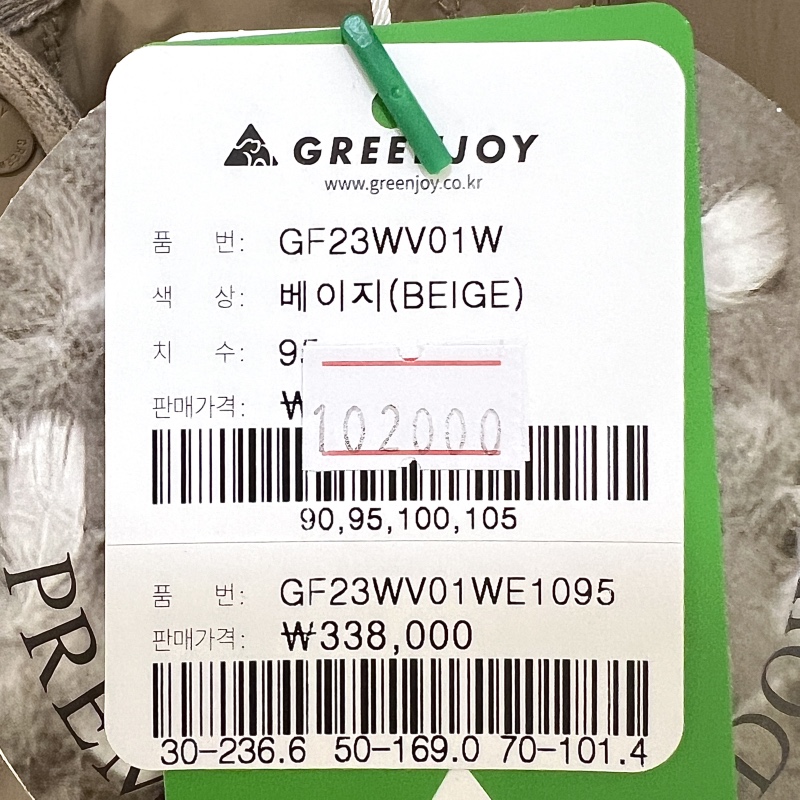 GREENJOY
www.greenjoy.co.kr
품 번: GF23WV01W
색 상: 베이지(BEIGE)
치 수: 95
판매가격: ₩
102000
90,95,100,105
품 번: GF23WV01WE1095
판매가격: ₩338,000
30-236.6 50-169.0 70-101.4